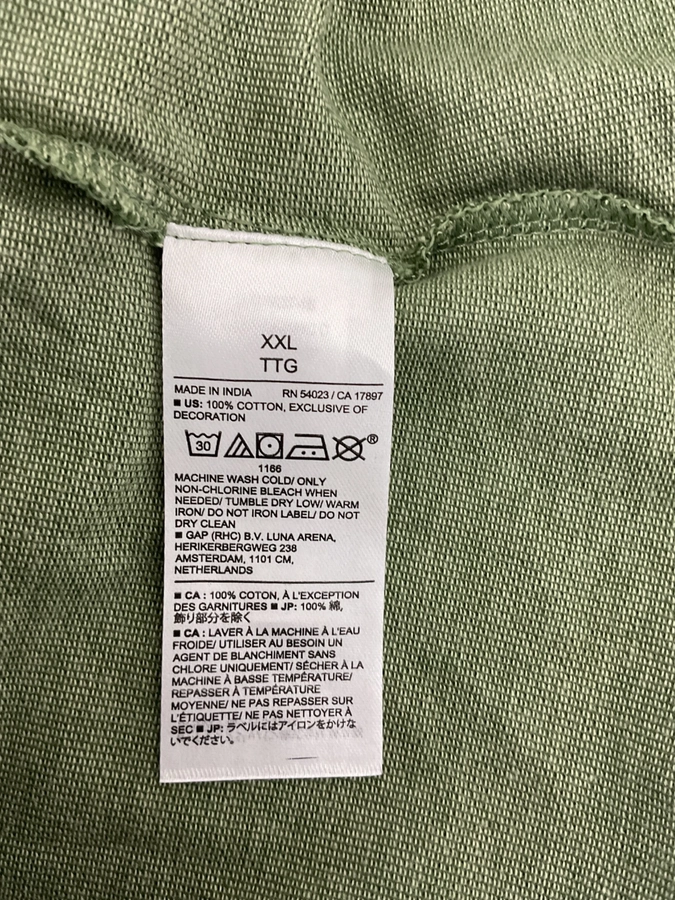 XXL
TTG
MADE IN INDIA RN 54023 / CA 17897
■ US: 100% COTTON, EXCLUSIVE OF
DECORATION
30 ®
1166
MACHINE WASH COLD/ ONLY
NON-CHLORINE BLEACH WHEN
NEEDED/ TUMBLE DRY LOW/ WARM
IRON/ DO NOT IRON LABEL/ DO NOT
DRY CLEAN
■ GAP (RHC) B.V. LUNA ARENA,
HERIKERBERGWEG 238
AMSTERDAM, 1101 CM,
NETHERLANDS
■ CA : 100% COTON, À L'EXCEPTION
DES GARNITURES ■ JP: 100% 綿,
飾り部分を除く
■ CA : LAVER À LA MACHINE À L'EAU
FROIDE/ UTILISER AU BESOIN UN
AGENT DE BLANCHIMENT SANS
CHLORE UNIQUEMENT/ SÉCHER À LA
MACHINE À BASSE TEMPÉRATURE/
REPASSER À TEMPÉRATURE
MOYENNE/ NE PAS REPASSER SUR
L'ÉTIQUETTE/ NE PAS NETTOYER À
SEC ■ JP: ラベルにはアイロンをかけな
いでください。